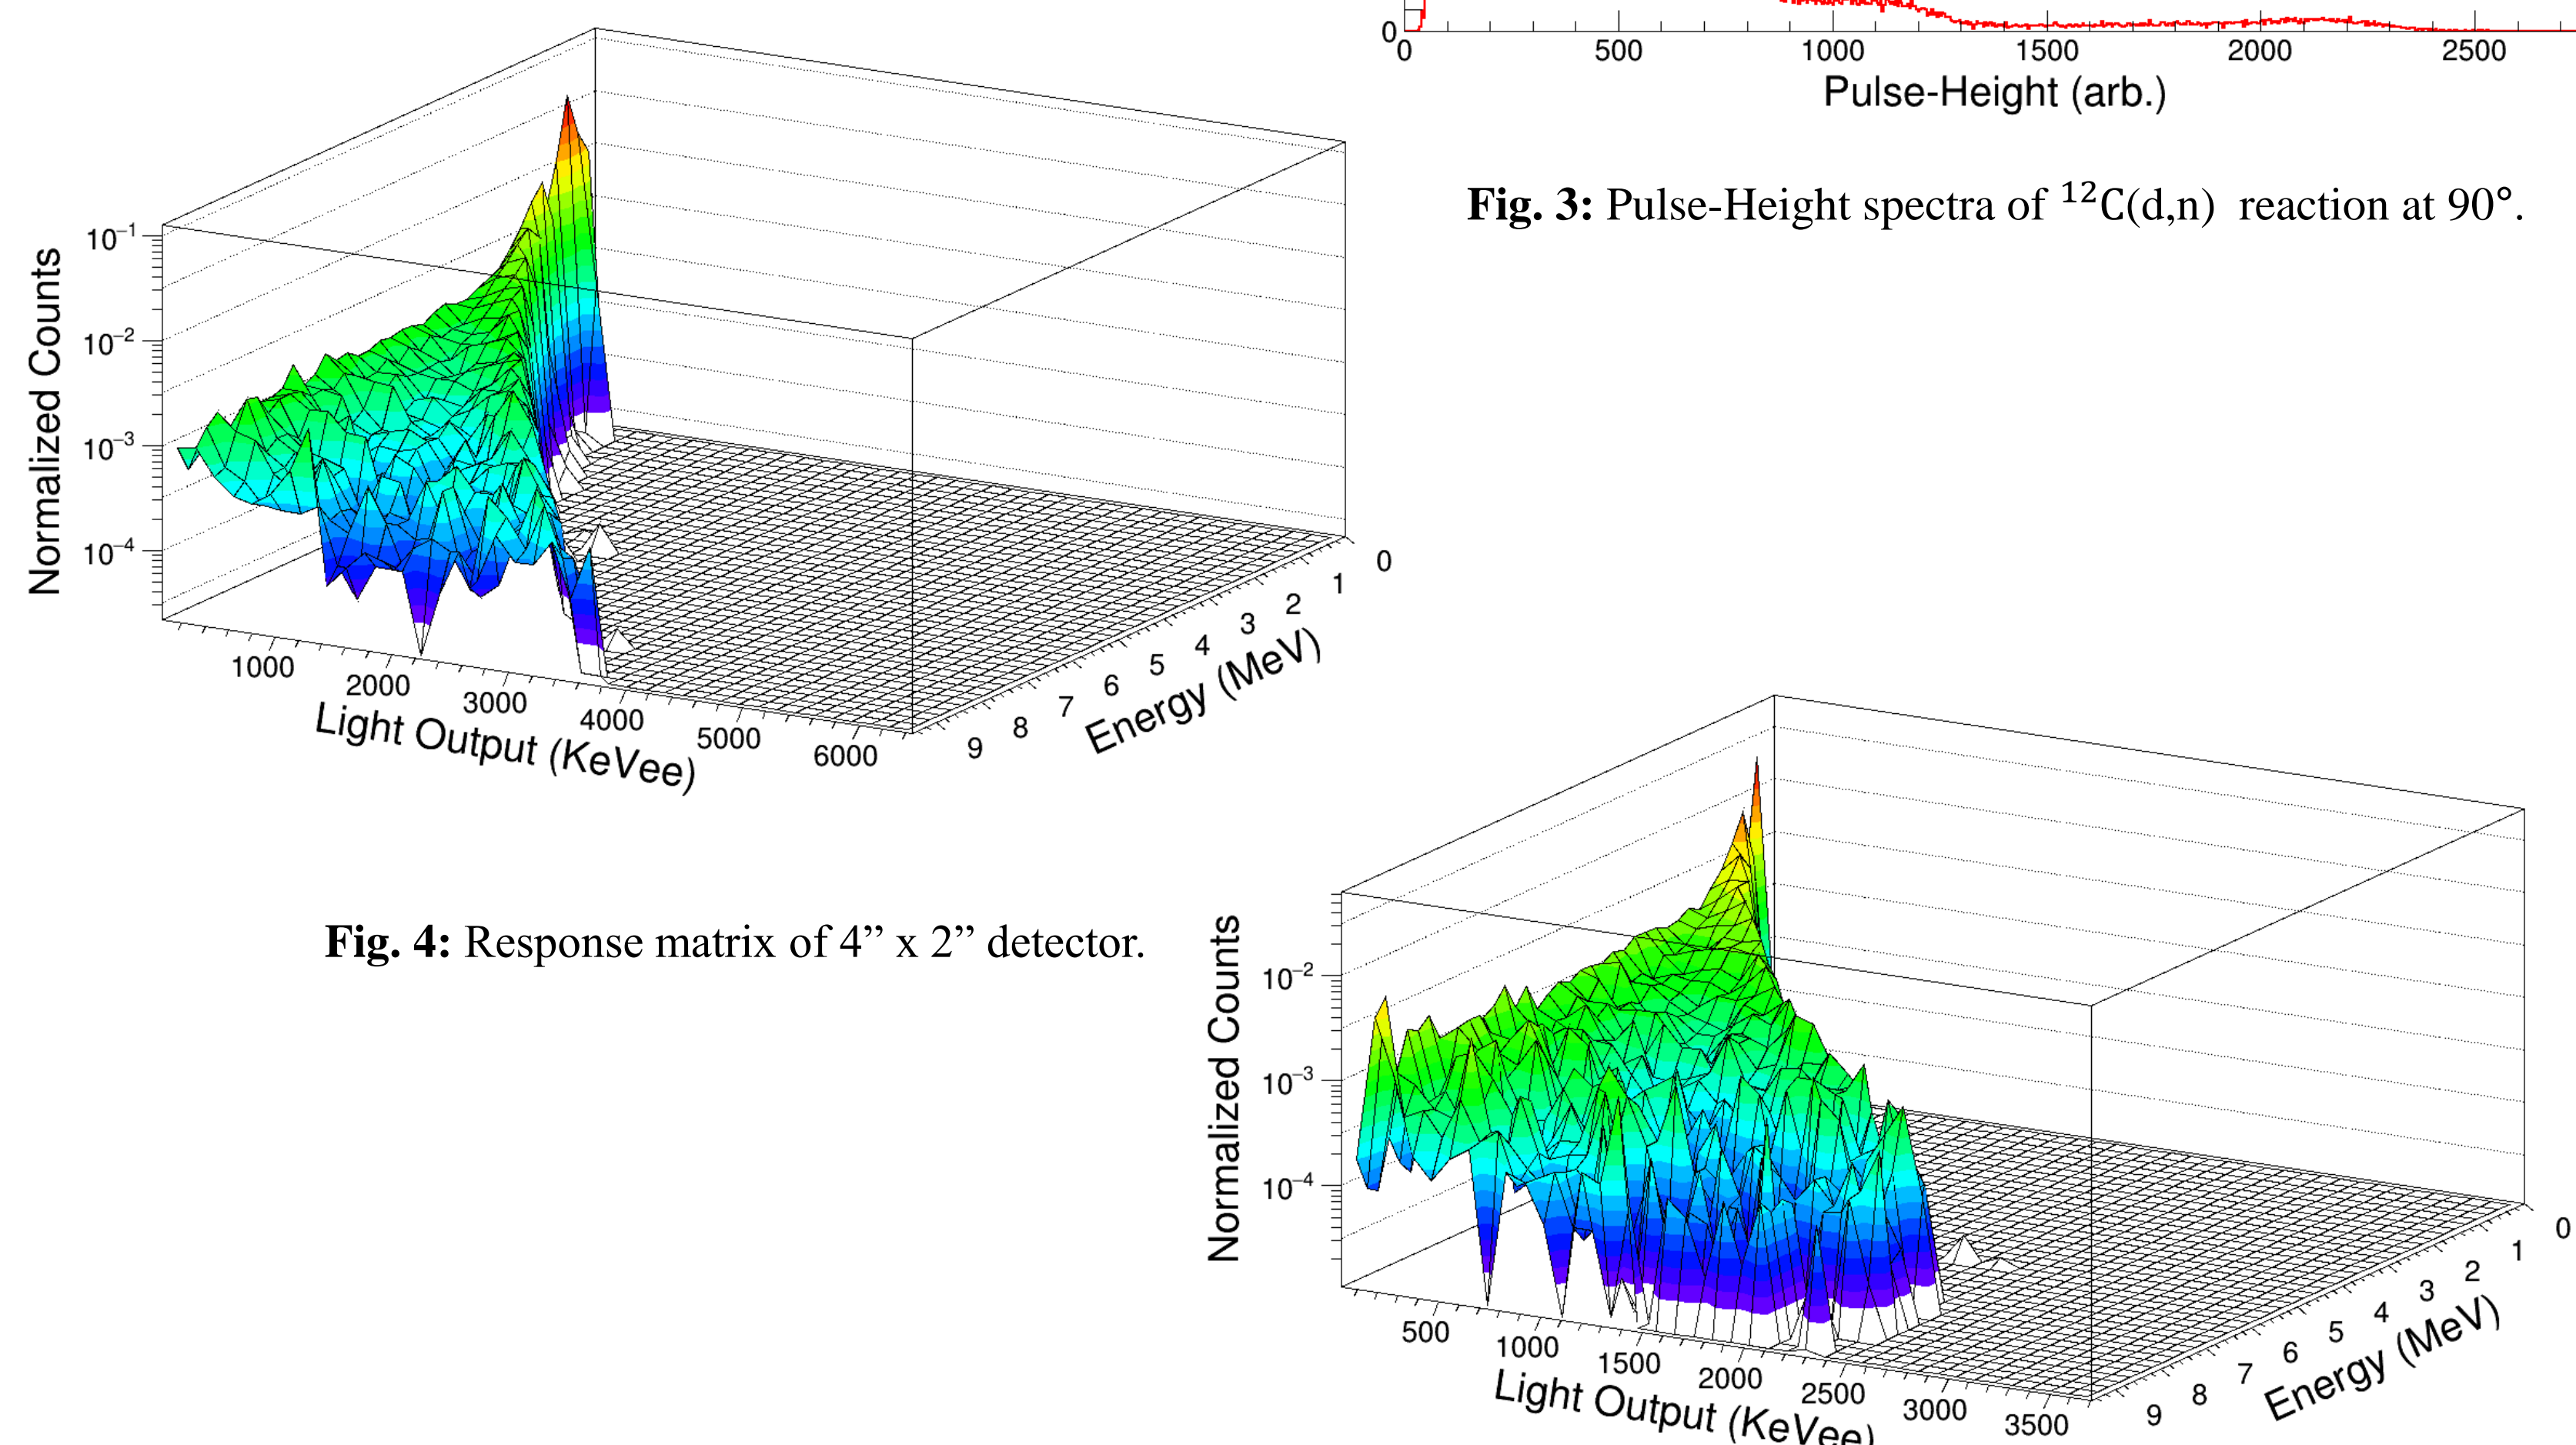 0
0 500 1000 1500 2000 2500
Pulse-Height (arb.)
Fig. 3: Pulse-Height spectra of ¹²C(d,n) reaction at 90°.
Normalized Counts
10⁻¹
10⁻²
10⁻³
10⁻⁴
1000 2000 3000 4000 5000 6000
Light Output (KeVee)
0 1 2 3 4 5 6 7 8 9
Energy (MeV)
Fig. 4: Response matrix of 4” x 2” detector.
Normalized Counts
10⁻²
10⁻³
10⁻⁴
500 1000 1500 2000 2500 3000 3500
Light Output (KeVee)
0 1 2 3 4 5 6 7 8 9
Energy (MeV)